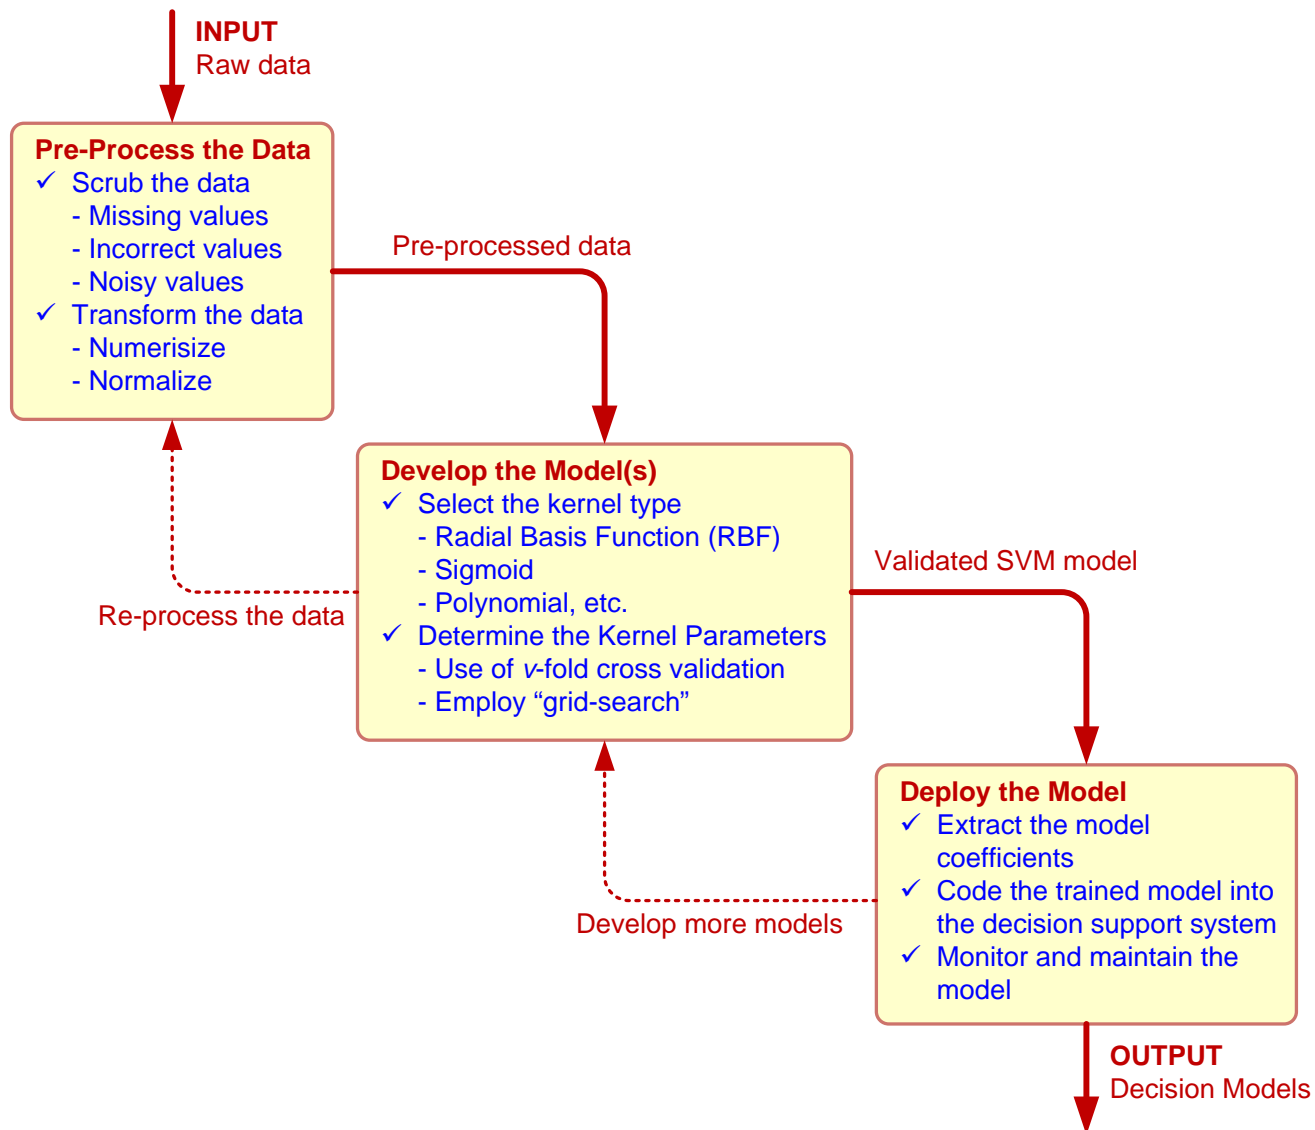 INPUT
Raw data
Pre-Process the Data
✓ Scrub the data
- Missing values
- Incorrect values
- Noisy values
✓ Transform the data
- Numerisize
- Normalize
Pre-processed data
Develop the Model(s)
✓ Select the kernel type
- Radial Basis Function (RBF)
- Sigmoid
- Polynomial, etc.
✓ Determine the Kernel Parameters
- Use of v-fold cross validation
- Employ “grid-search”
Re-process the data
Validated SVM model
Deploy the Model
✓ Extract the model
coefficients
✓ Code the trained model into
the decision support system
✓ Monitor and maintain the
model
Develop more models
OUTPUT
Decision Models